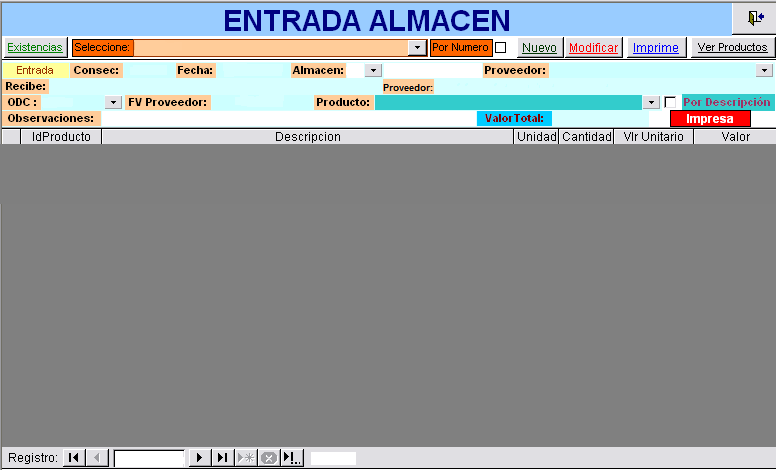 ENTRADA ALMACEN
Existencias Seleccione: Por Numero Nuevo Modificar Imprime Ver Productos
Entrada Consec: Fecha: Almacen: Proveedor:
Recibe: Proveedor:
ODC : FV Proveedor: Producto: Por Descripción
Observaciones: ValorTotal: Impresa
IdProducto Descripcion Unidad Cantidad Vlr Unitario Valor
Registro: